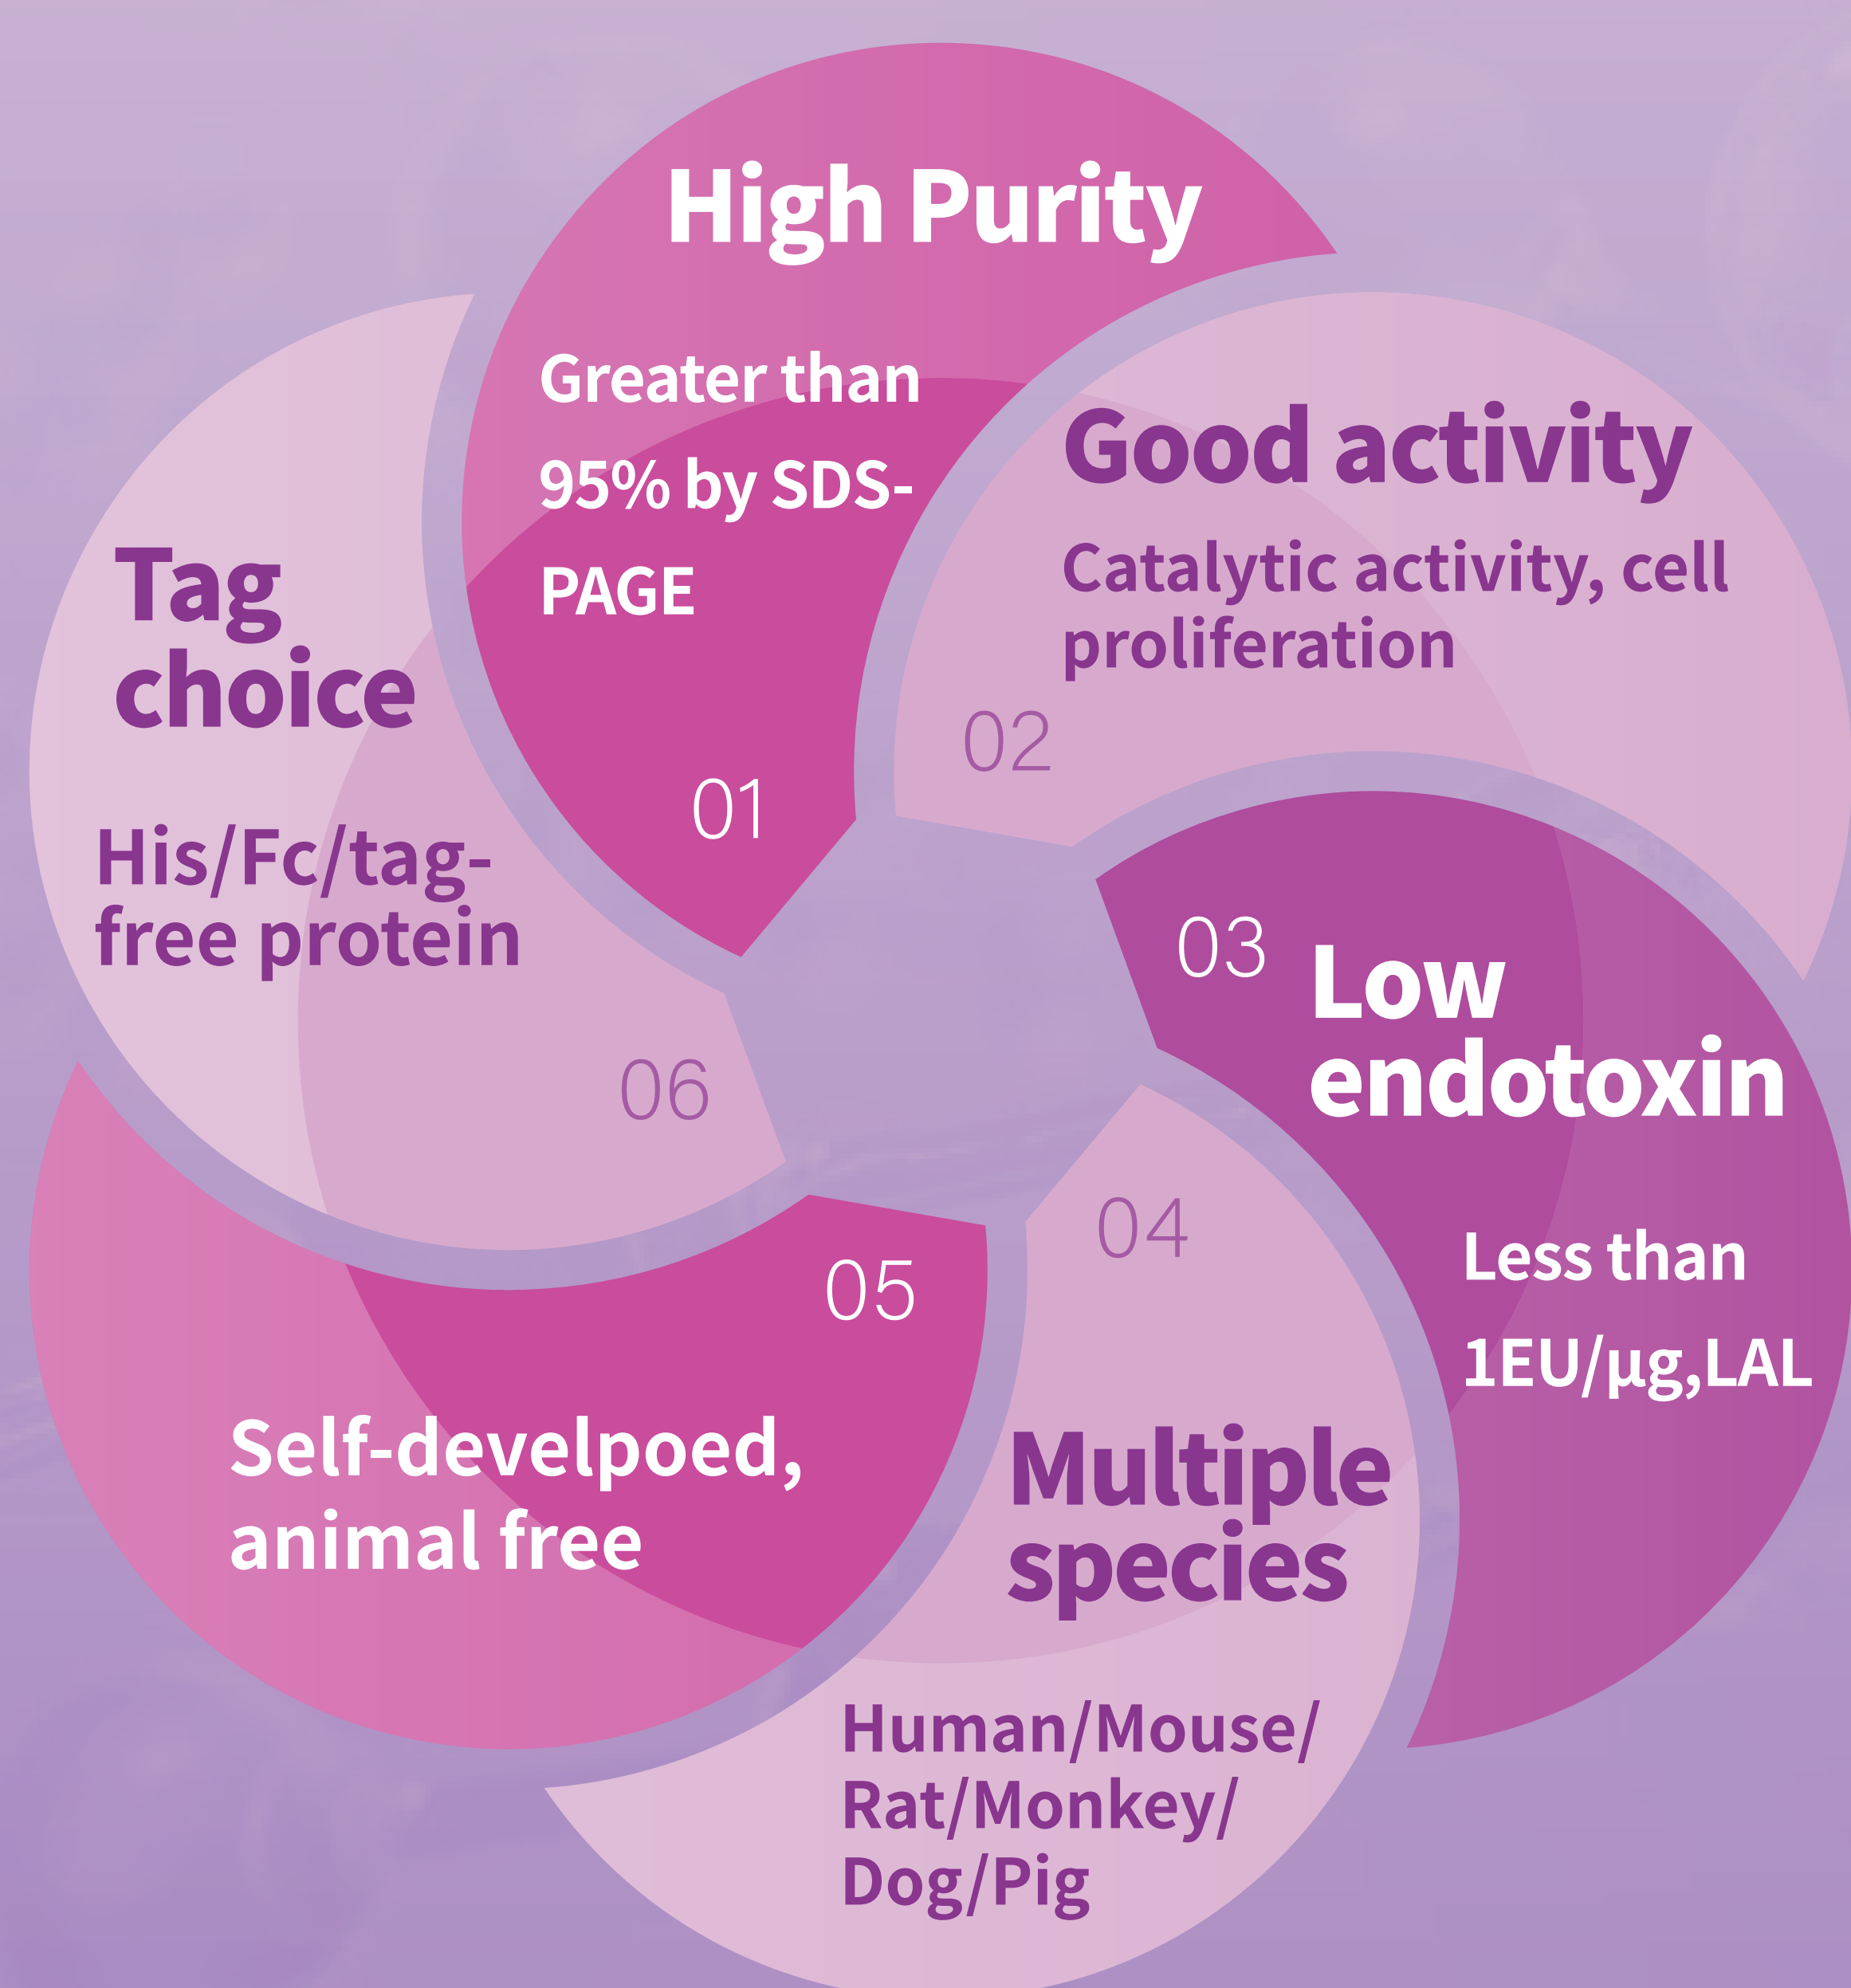 High Purity
Greater than
95% by SDS-
PAGE
01
Good activity
Catalytic activity, cell
proliferation
02
03
Low
endotoxin
Less than
1EU/μg,LAL
04
Multiple
species
Human/Mouse/
Rat/Monkey/
Dog/Pig
05
Self-develpoed,
animal free
Tag
choice
His/Fc/tag-
free protein
06